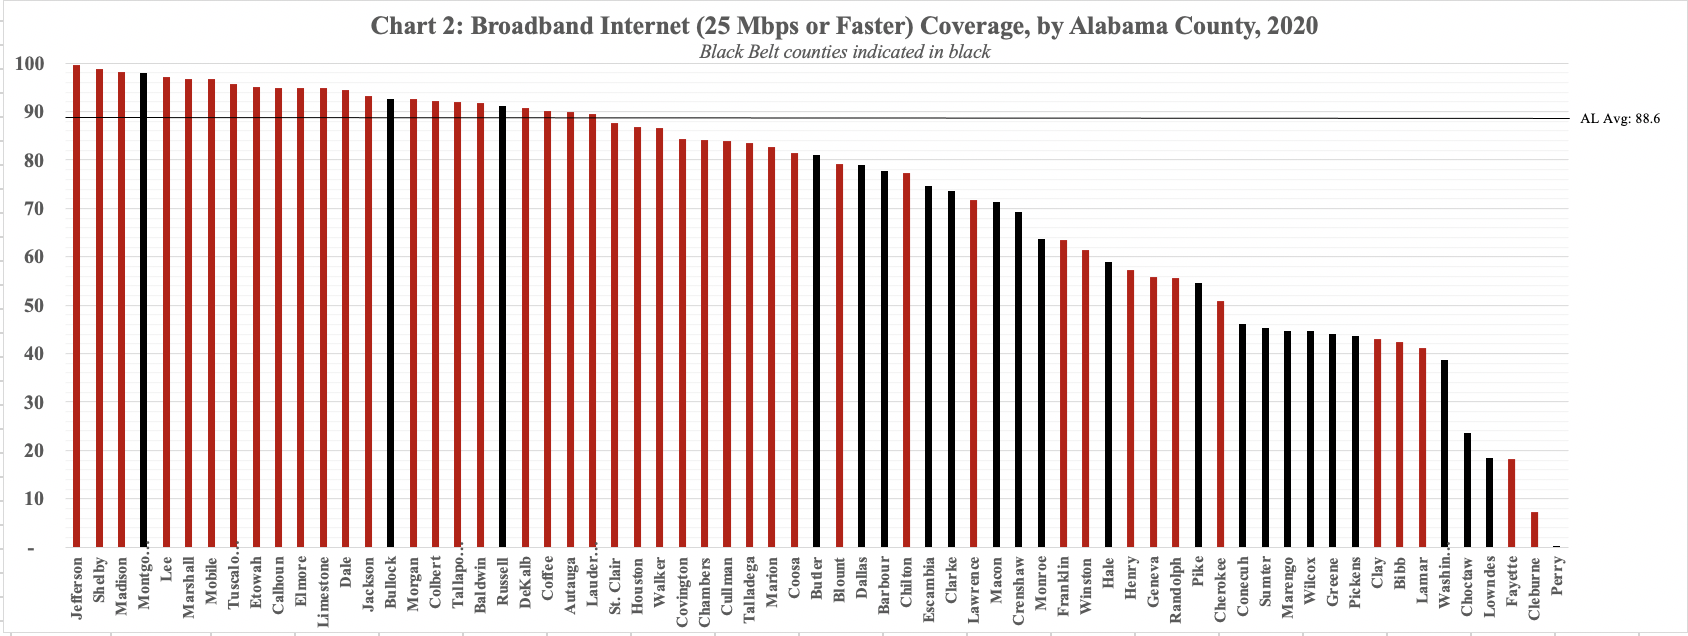 Chart 2: Broadband Internet (25 Mbps or Faster) Coverage, by Alabama County, 2020
Black Belt counties indicated in black
100
90
80
70
60
50
40
30
20
10
-
AL Avg: 88.6
Jefferson
Shelby
Madison
Montgo...
Lee
Marshall
Mobile
Tuscalo...
Etowah
Calhoun
Elmore
Limestone
Dale
Jackson
Bullock
Morgan
Colbert
Tallapo...
Baldwin
Russell
DeKalb
Coffee
Autauga
Lauder...
St. Clair
Houston
Walker
Covington
Chambers
Cullman
Talladega
Marion
Coosa
Butler
Blount
Dallas
Barbour
Chilton
Escambia
Clarke
Lawrence
Macon
Crenshaw
Monroe
Franklin
Winston
Hale
Henry
Geneva
Randolph
Pike
Cherokee
Conecuh
Sumter
Marengo
Wilcox
Greene
Pickens
Clay
Bibb
Lamar
Washin...
Choctaw
Lowndes
Fayette
Cleburne
Perry